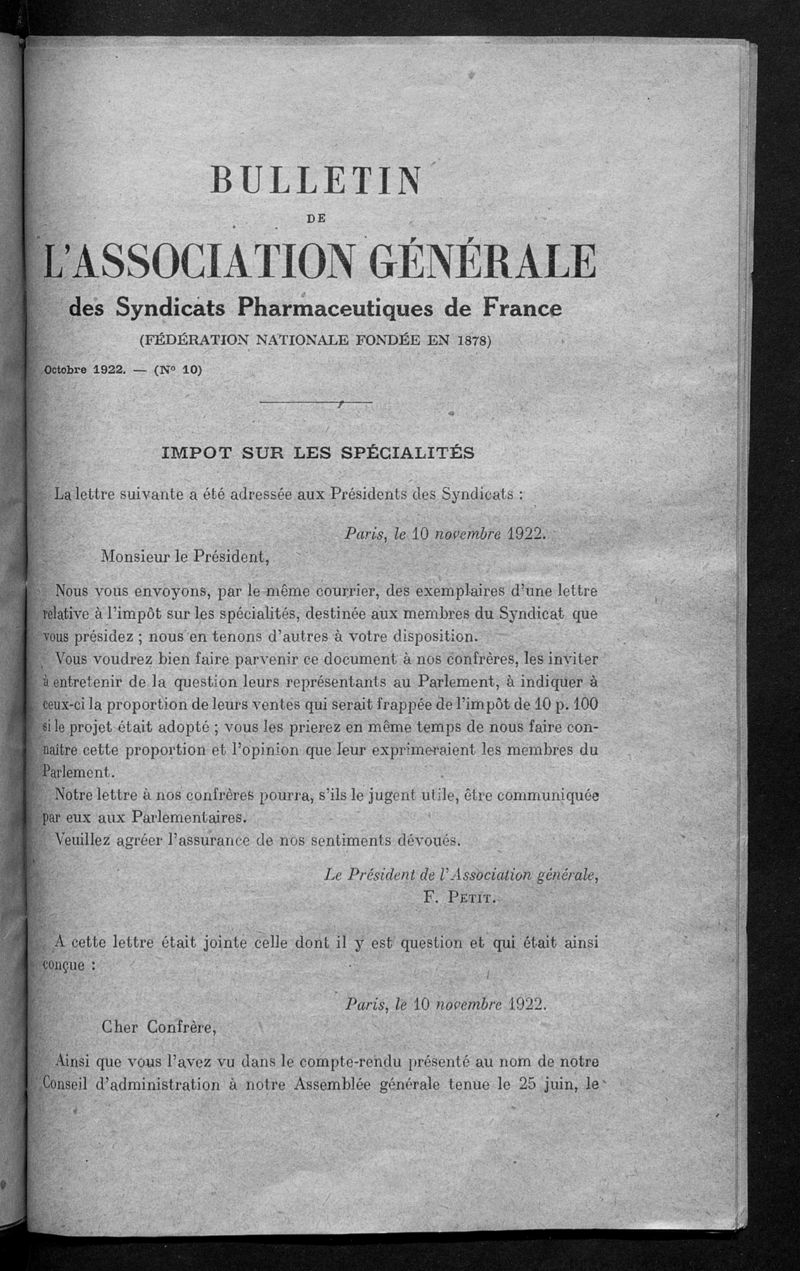 BULLETIN
DE
L'ASSOCIATION GÉNÉRALE
des Syndicats Pharmaceutiques de France
(FÉDÉRATION NATIONALE FONDÉE EN 1878)
Octobre 1922. — (No 10)
IMPOT SUR LES SPÉCIALITÉS
La lettre suivante a été adressée aux Présidents des Syndicats :
Paris, le 10 novembre 1922.
Monsieur le Président,
Nous vous envoyons, par le même courrier, des exemplaires d'une lettre
relative à l'impôt sur les spécialités, destinée aux membres du Syndicat que
vous présidez ; nous en tenons d'autres à votre disposition.
Vous voudrez bien faire parvenir ce document à nos confrères, les inviter
à entretenir de la question leurs représentants au Parlement, à indiquer à
ceux-ci la proportion de leurs ventes qui serait frappée de l'impôt de 10 p. 100
si le projet était adopté ; vous les prierez en même temps de nous faire con-
naître cette proportion et l'opinion que leur exprimeraient les membres du
Parlement.
Notre lettre à nos confrères pourra, s'ils le jugent utile, être communiquée
par eux aux Parlementaires.
Veuillez agréer l'assurance de nos sentiments dévoués.
Le Président de l'Association générale,
F. PETIT.
A cette lettre était jointe celle dont il y est question et qui était ainsi
conçue :
Paris, le 10 novembre 1922.
Cher Confrère,
Ainsi que vous l'avez vu dans le compte-rendu présenté au nom de notre
Conseil d'administration à notre Assemblée générale tenue le 25 juin, le